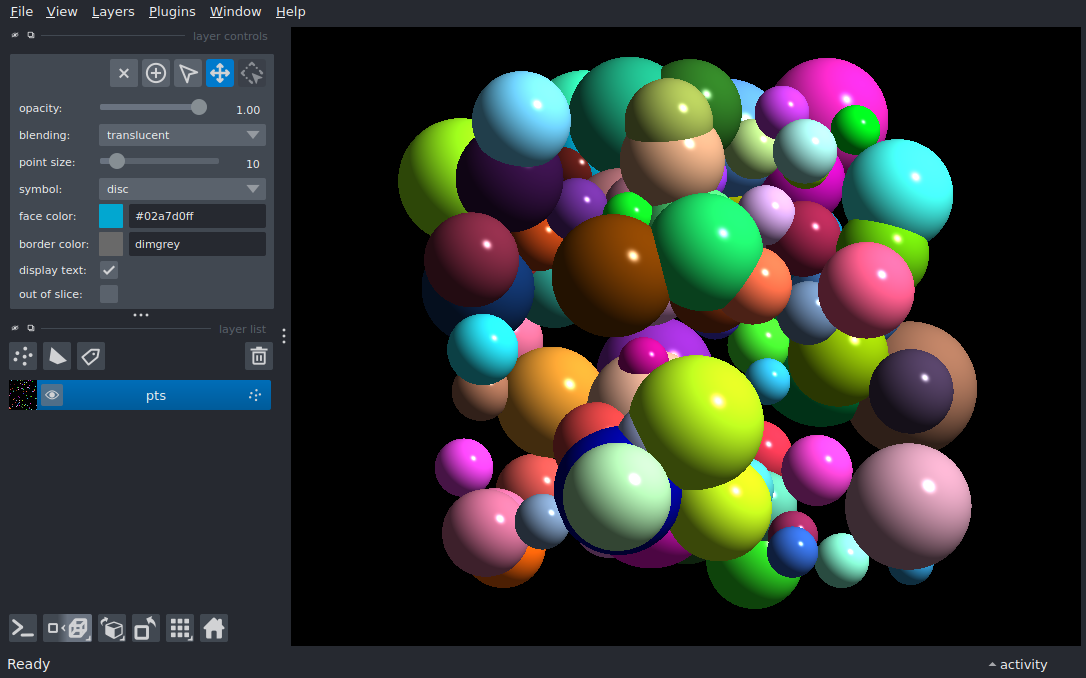 File View Layers Plugins Window Help
layer controls
opacity: 1.00
blending: translucent
point size: 10
symbol: disc
face color: #02a7d0ff
border color: dimgrey
display text:
out of slice:
layer list
pts
Ready activity